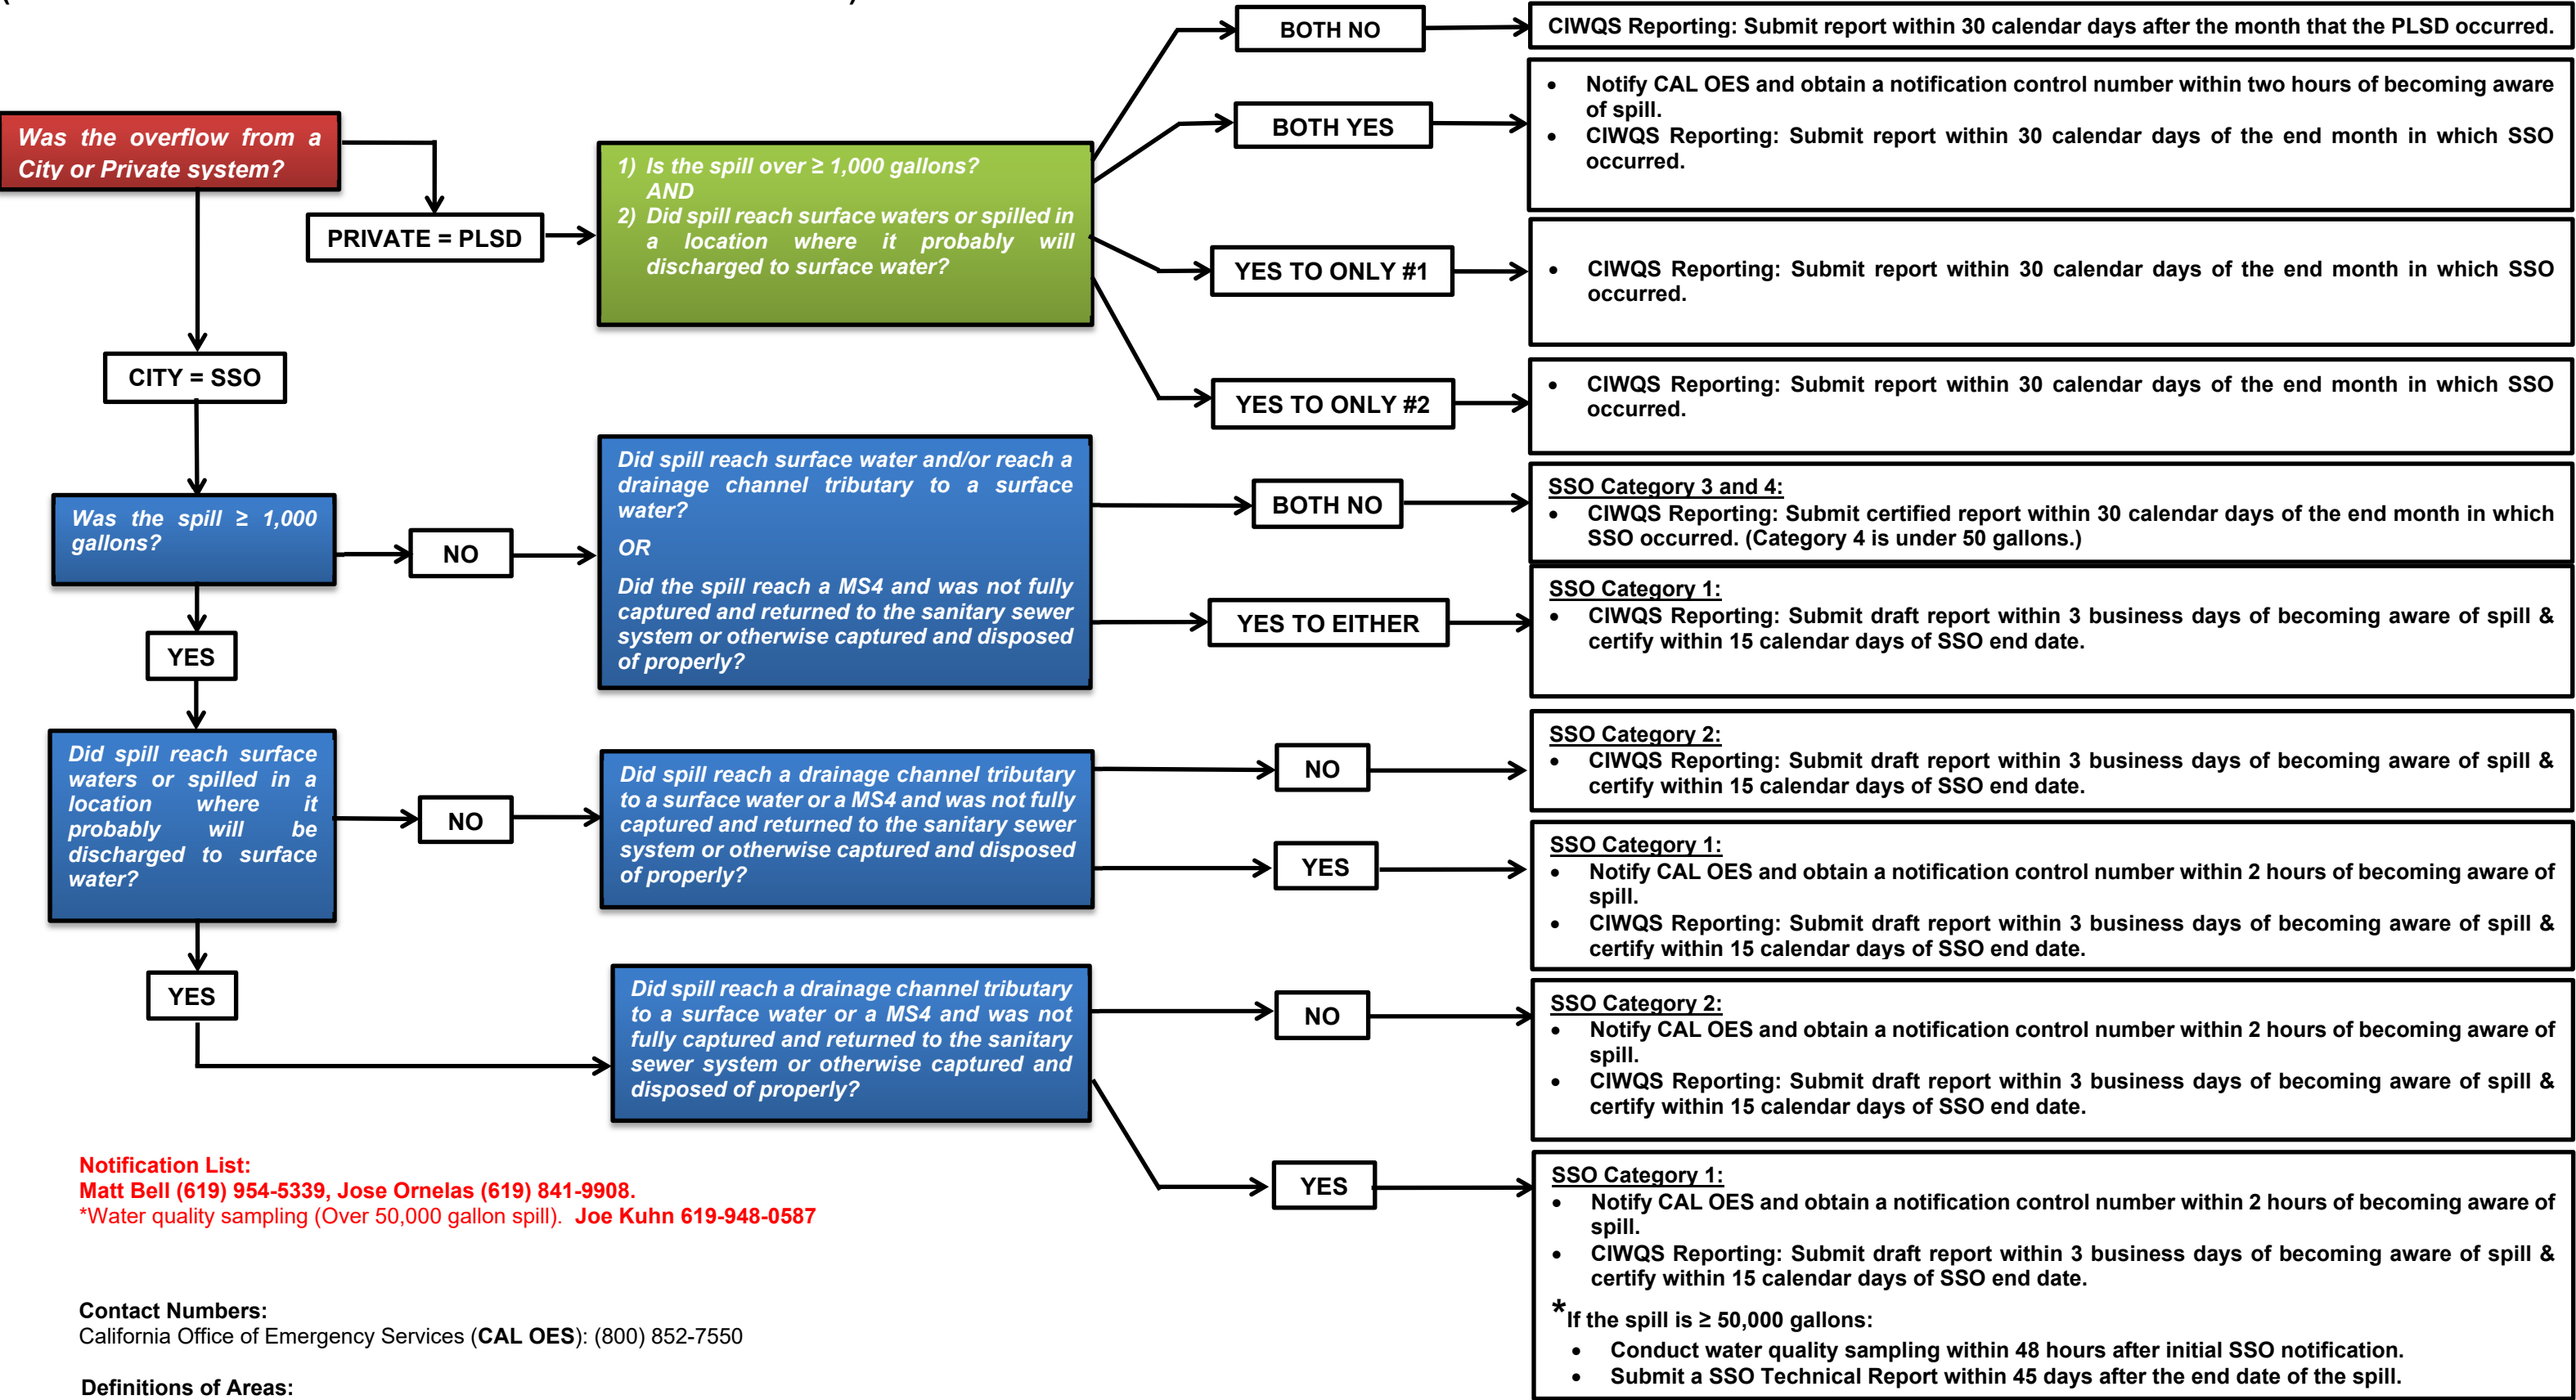 BOTH NO
CIWQS Reporting: Submit report within 30 calendar days after the month that the PLSD occurred.
Was the overflow from a
City or Private system?
PRIVATE = PLSD
1) Is the spill over ≥ 1,000 gallons?
AND
2) Did spill reach surface waters or spilled in
a location where it probably will
discharged to surface water?
BOTH YES
• Notify CAL OES and obtain a notification control number within two hours of becoming aware
of spill.
• CIWQS Reporting: Submit report within 30 calendar days of the end month in which SSO
occurred.
YES TO ONLY #1
• CIWQS Reporting: Submit report within 30 calendar days of the end month in which SSO
occurred.
YES TO ONLY #2
• CIWQS Reporting: Submit report within 30 calendar days of the end month in which SSO
occurred.
CITY = SSO
Was the spill ≥ 1,000
gallons?
NO
Did spill reach surface water and/or reach a
drainage channel tributary to a surface
water?
OR
Did the spill reach a MS4 and was not fully
captured and returned to the sanitary sewer
system or otherwise captured and disposed
of properly?
BOTH NO
SSO Category 3 and 4:
• CIWQS Reporting: Submit certified report within 30 calendar days of the end month in which
SSO occurred. (Category 4 is under 50 gallons.)
YES TO EITHER
SSO Category 1:
• CIWQS Reporting: Submit draft report within 3 business days of becoming aware of spill &
certify within 15 calendar days of SSO end date.
YES
Did spill reach surface
waters or spilled in a
location where it
probably will be
discharged to surface
water?
NO
Did spill reach a drainage channel tributary
to a surface water or a MS4 and was not fully
captured and returned to the sanitary sewer
system or otherwise captured and disposed
of properly?
NO
SSO Category 2:
• CIWQS Reporting: Submit draft report within 3 business days of becoming aware of spill &
certify within 15 calendar days of SSO end date.
YES
SSO Category 1:
• Notify CAL OES and obtain a notification control number within 2 hours of becoming aware of
spill.
• CIWQS Reporting: Submit draft report within 3 business days of becoming aware of spill &
certify within 15 calendar days of SSO end date.
YES
Did spill reach a drainage channel tributary
to a surface water or a MS4 and was not
fully captured and returned to the sanitary
sewer system or otherwise captured and
disposed of properly?
NO
SSO Category 2:
• Notify CAL OES and obtain a notification control number within 2 hours of becoming aware of
spill.
• CIWQS Reporting: Submit draft report within 3 business days of becoming aware of spill &
certify within 15 calendar days of SSO end date.
YES
SSO Category 1:
• Notify CAL OES and obtain a notification control number within 2 hours of becoming aware of
spill.
• CIWQS Reporting: Submit draft report within 3 business days of becoming aware of spill &
certify within 15 calendar days of SSO end date.
*If the spill is ≥ 50,000 gallons:
• Conduct water quality sampling within 48 hours after initial SSO notification.
• Submit a SSO Technical Report within 45 days after the end date of the spill.
Notification List:
Matt Bell (619) 954-5339, Jose Ornelas (619) 841-9908.
*Water quality sampling (Over 50,000 gallon spill). Joe Kuhn 619-948-0587
Contact Numbers:
California Office of Emergency Services (CAL OES): (800) 852-7550
Definitions of Areas: